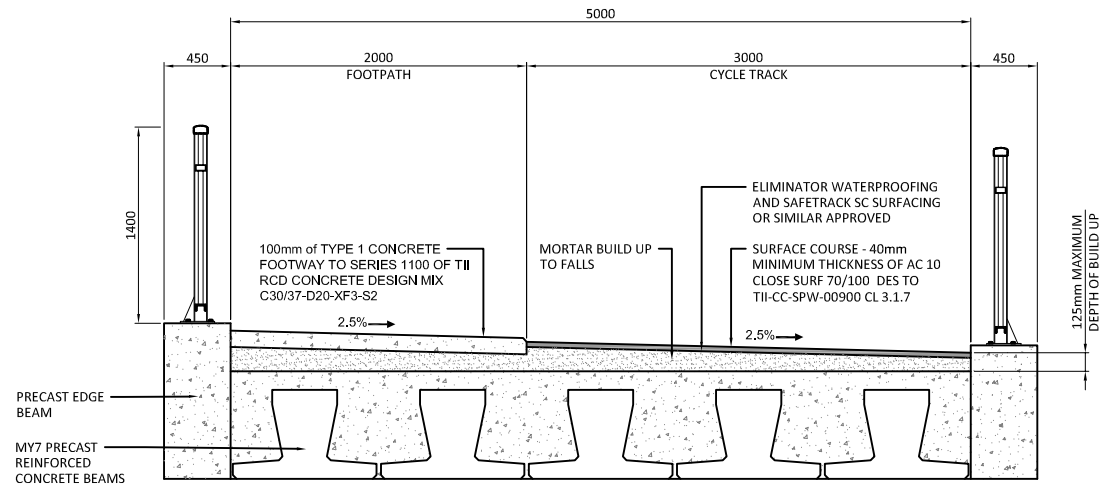 5000
450
2000
3000
450
FOOTPATH
CYCLE TRACK
1400
100mm of TYPE 1 CONCRETE
FOOTWAY TO SERIES 1100 OF TII
RCD CONCRETE DESIGN MIX
C30/37-D20-XF3-S2
MORTAR BUILD UP
TO FALLS
ELIMINATOR WATERPROOFING
AND SAFETRACK SC SURFACING
OR SIMILAR APPROVED
SURFACE COURSE - 40mm
MINIMUM THICKNESS OF AC 10
CLOSE SURF 70/100 DES TO
TII-CC-SPW-00900 CL 3.1.7
125mm MAXIMUM
DEPTH OF BUILD UP
2.5%
2.5%
PRECAST EDGE
BEAM
MY7 PRECAST
REINFORCED
CONCRETE BEAMS